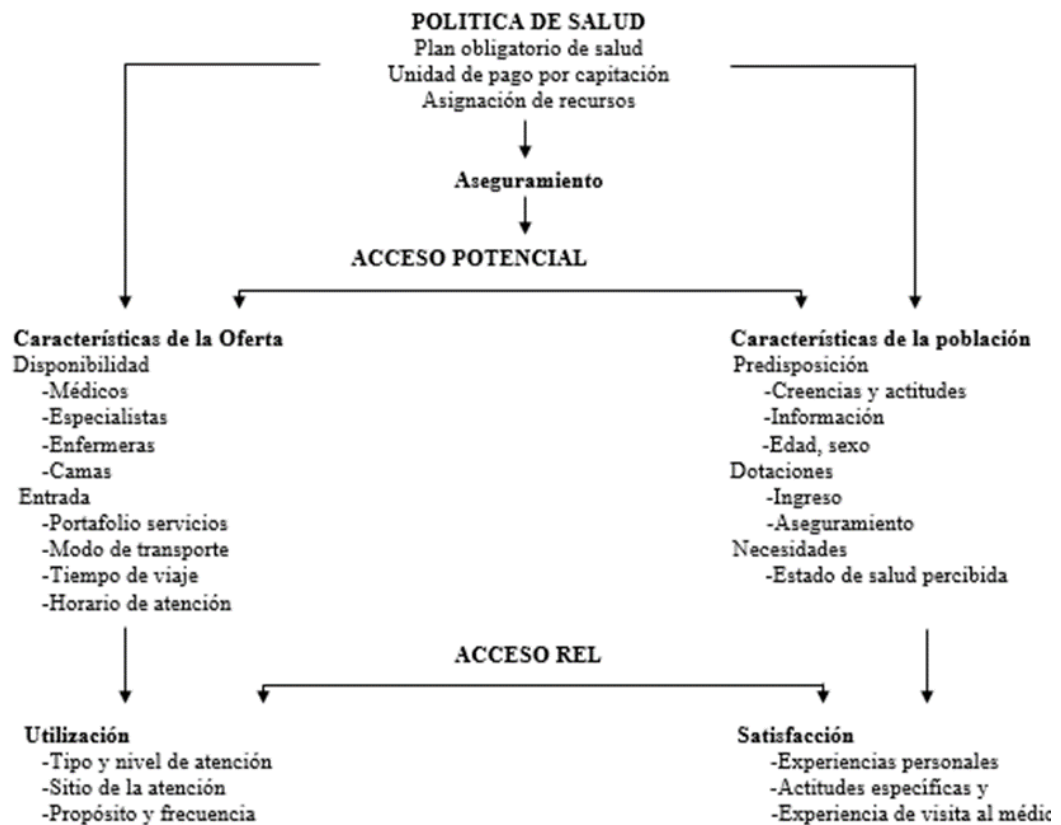 POLITICA DE SALUD
Plan obligatorio de salud
Unidad de pago por capitación
Asignación de recursos
Aseguramiento
ACCESO POTENCIAL
Características de la Oferta
Disponibilidad
-Médicos
-Especialistas
-Enfermeras
-Camas
Entrada
-Portafolio servicios
-Modo de transporte
-Tiempo de viaje
-Horario de atención
Características de la población
Predisposición
-Creencias y actitudes
-Información
-Edad, sexo
Dotaciones
-Ingreso
-Aseguramiento
Necesidades
-Estado de salud percibida
ACCESO REL
Utilización
-Tipo y nivel de atención
-Sitio de la atención
-Propósito y frecuencia
Satisfacción
-Experiencias personales
-Actitudes específicas y
-Experiencia de visita al médic